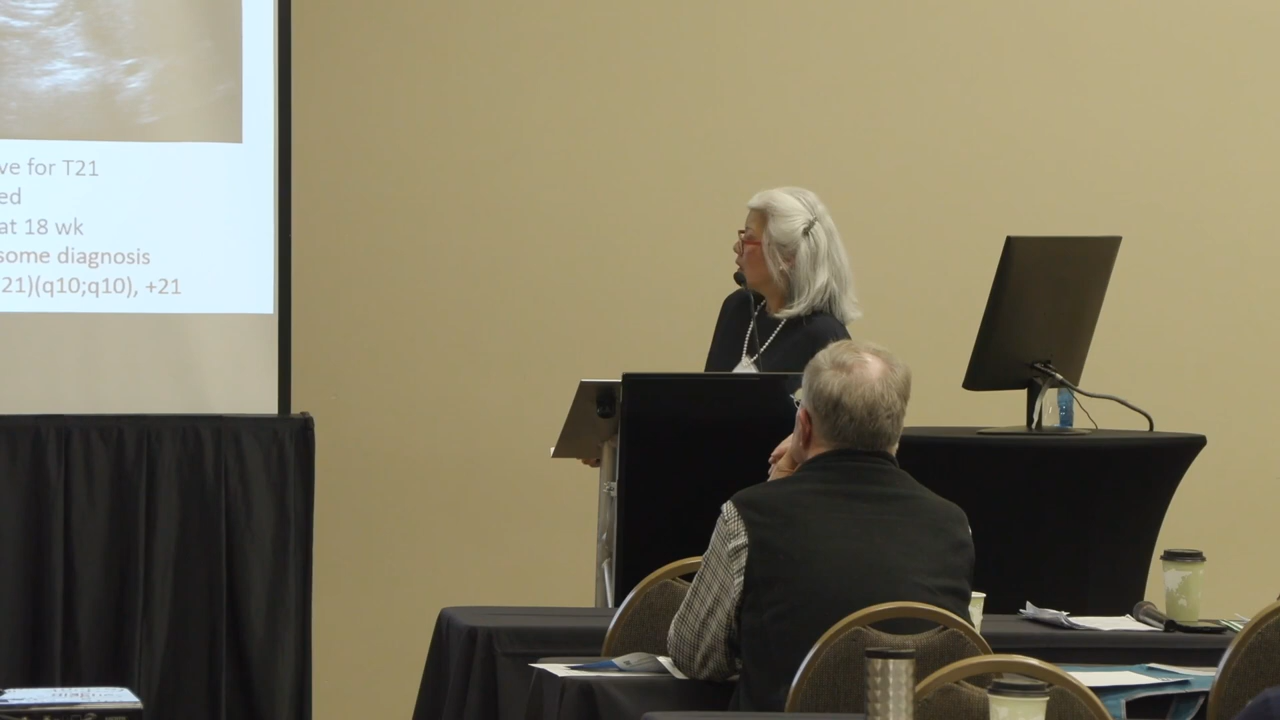 ve for T21
ed
at 18 wk
some diagnosis
21)(q10;q10), +21